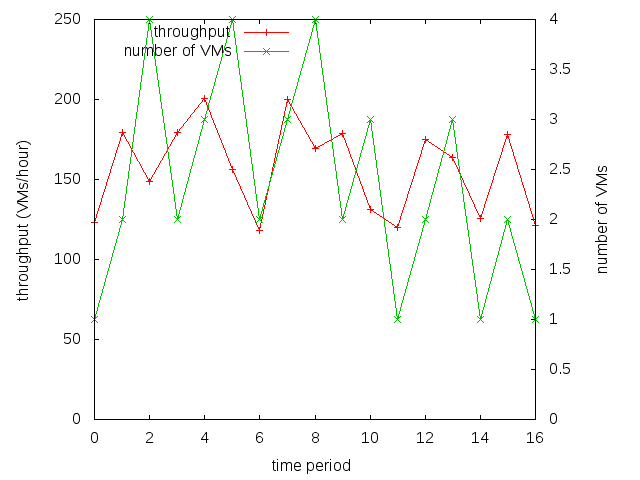 throughput
number of VMs
250
200
150
100
50
0
throughput (VMs/hour)
4
3.5
3
2.5
2
1.5
1
0.5
0
number of VMs
0 2 4 6 8 10 12 14 16
time period